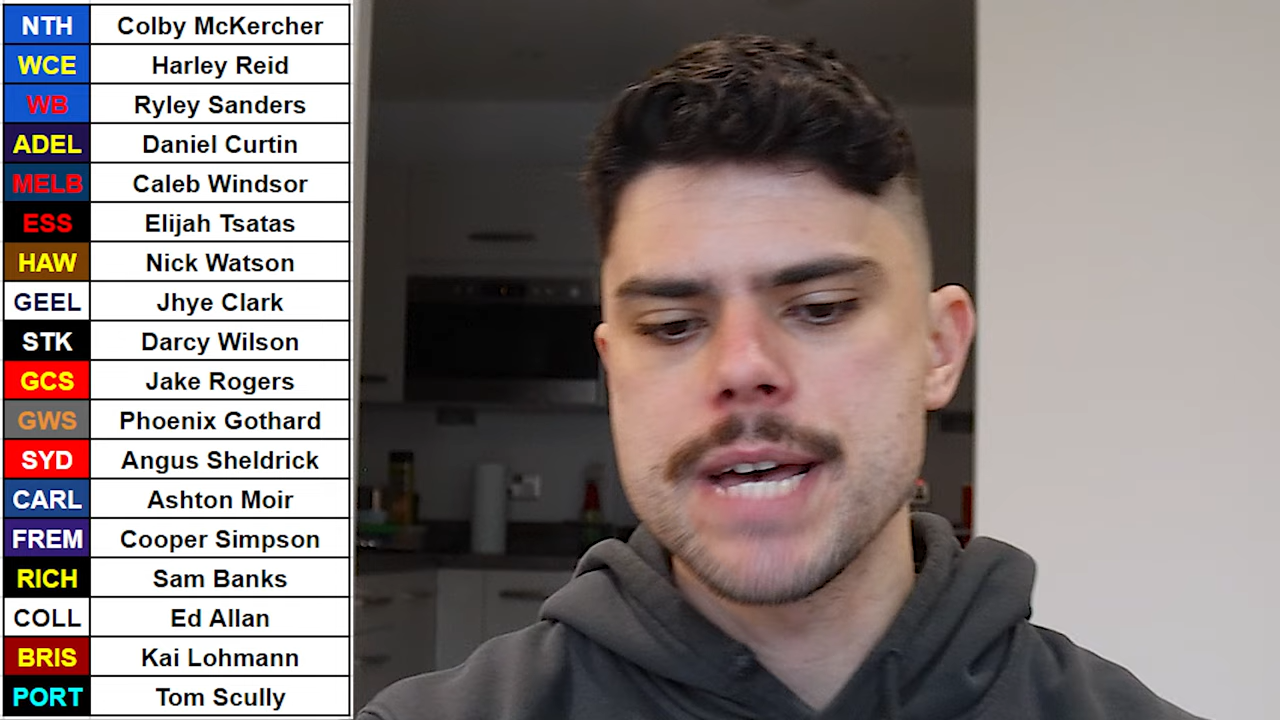 NTH Colby McKercher
WCE Harley Reid
WB Ryley Sanders
ADEL Daniel Curtin
MELB Caleb Windsor
ESS Elijah Tsatas
HAW Nick Watson
GEEL Jhye Clark
STK Darcy Wilson
GCS Jake Rogers
GWS Phoenix Gothard
SYD Angus Sheldrick
CARL Ashton Moir
FREM Cooper Simpson
RICH Sam Banks
COLL Ed Allan
BRIS Kai Lohmann
PORT Tom Scully